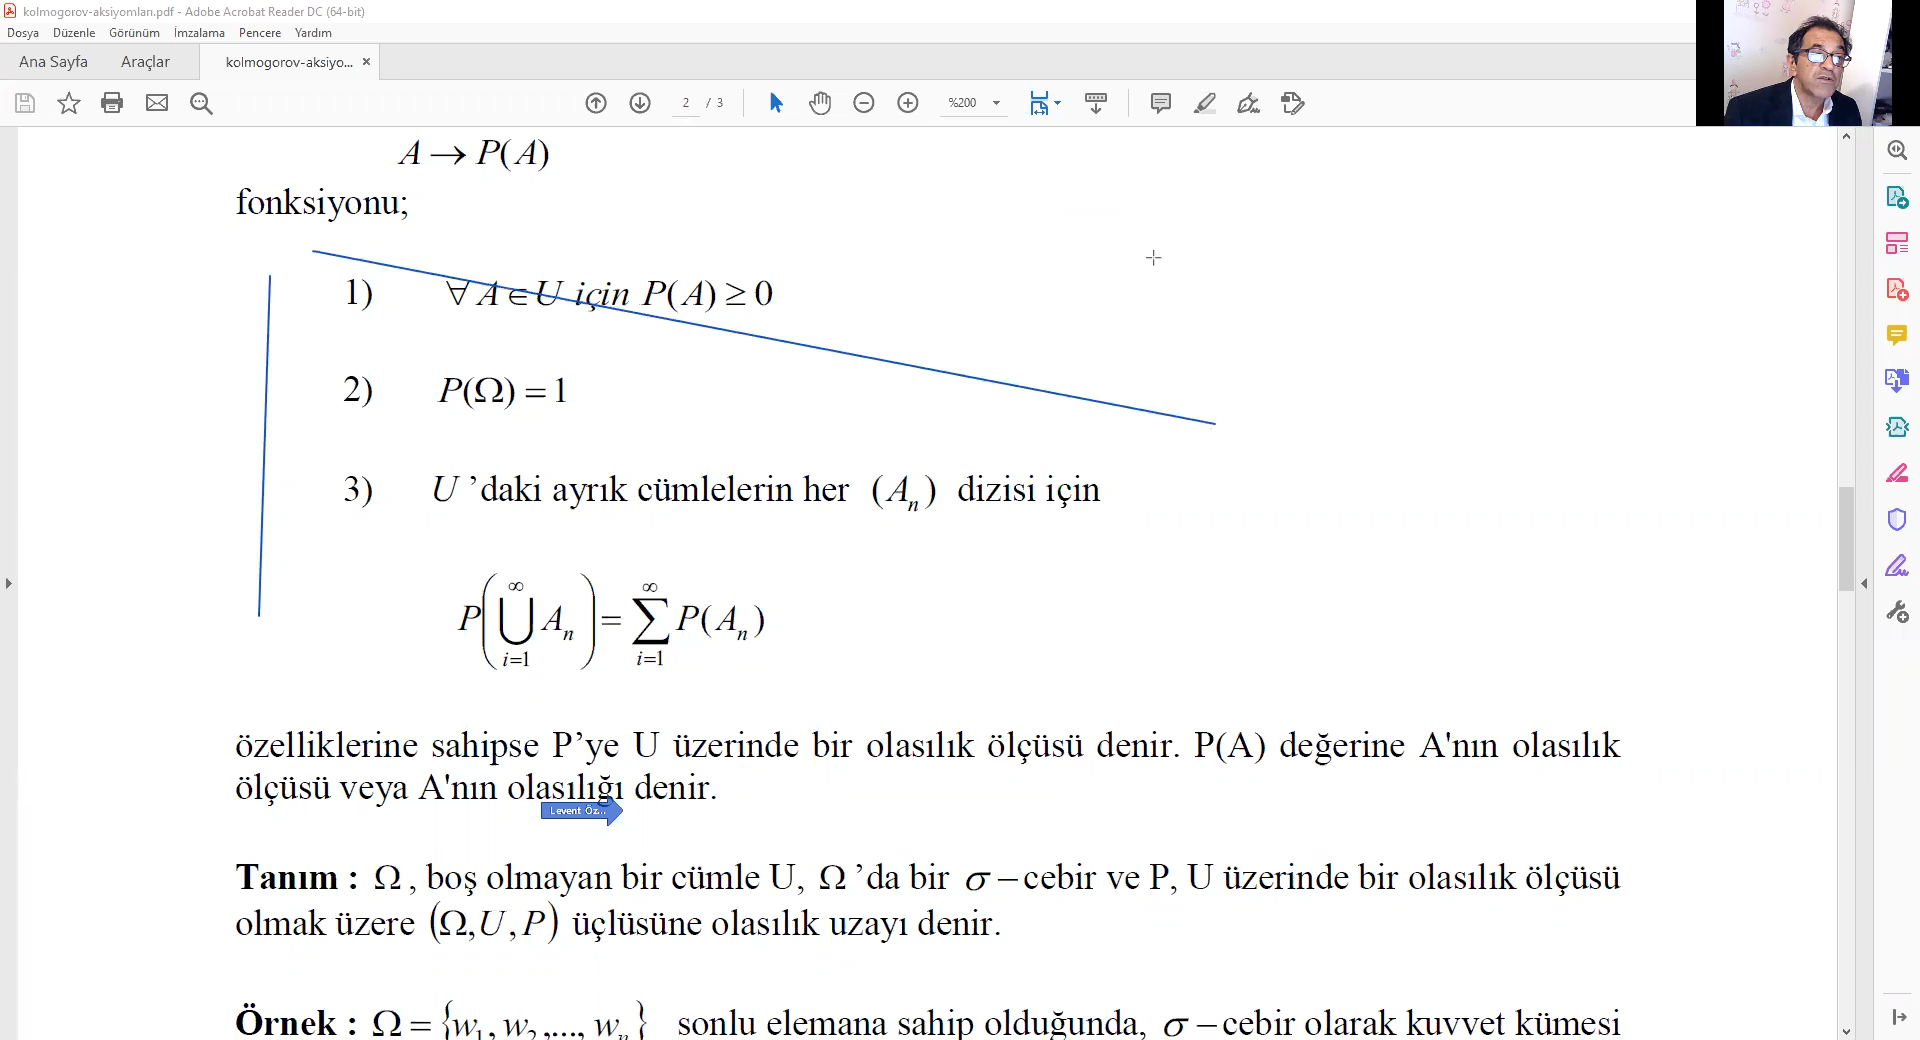 kolmogorov-aksiyomları.pdf - Adobe Acrobat Reader DC (64-bit)
Dosya Düzenle Görünüm İmzalama Pencere Yardım
Ana Sayfa Araçlar kolmogorov-aksiyo... ×
2 / 3 %200
A → P(A)
fonksiyonu;
1) ∀ A ∈ U için P(A) ≥ 0
2) P(Ω) = 1
3) U ’daki ayrık cümlelerin her (Aₙ) dizisi için
P(⋃_{i=1}^{∞} Aₙ) = ∑_{i=1}^{∞} P(Aₙ)
özelliklerine sahipse P’ye U üzerinde bir olasılık ölçüsü denir. P(A) değerine A'nın olasılık
ölçüsü veya A'nın olasılığı denir.
Levent Öz...
Tanım : Ω , boş olmayan bir cümle U, Ω ’da bir σ – cebir ve P, U üzerinde bir olasılık ölçüsü
olmak üzere (Ω, U, P) üçlüsüne olasılık uzayı denir.
Örnek : Ω = {w₁, w₂,..., wₙ} sonlu elemana sahip olduğunda, σ – cebir olarak kuvvet kümesi